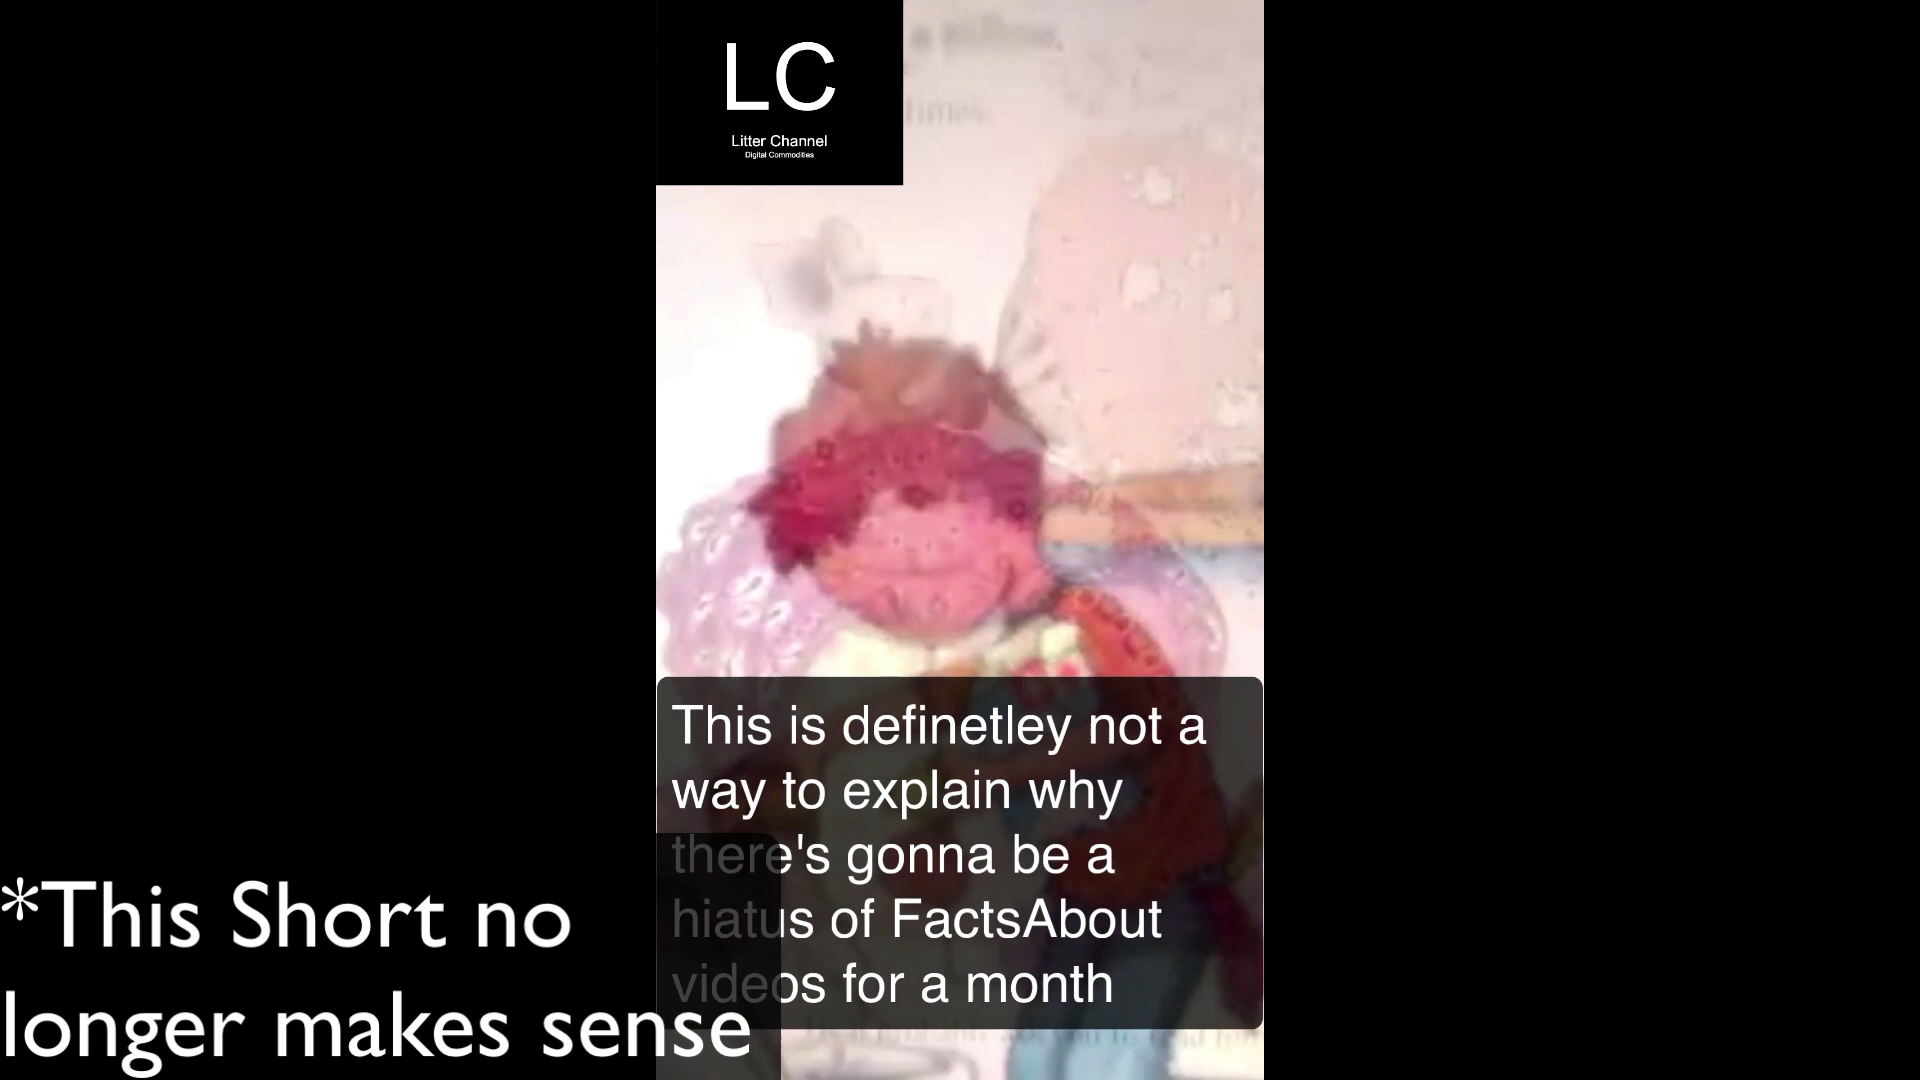 LC
Litter Channel
Digital Commodities
times.
This is definetley not a
way to explain why
there's gonna be a
hiatus of FactsAbout
videos for a month
*This Short no
longer makes sense